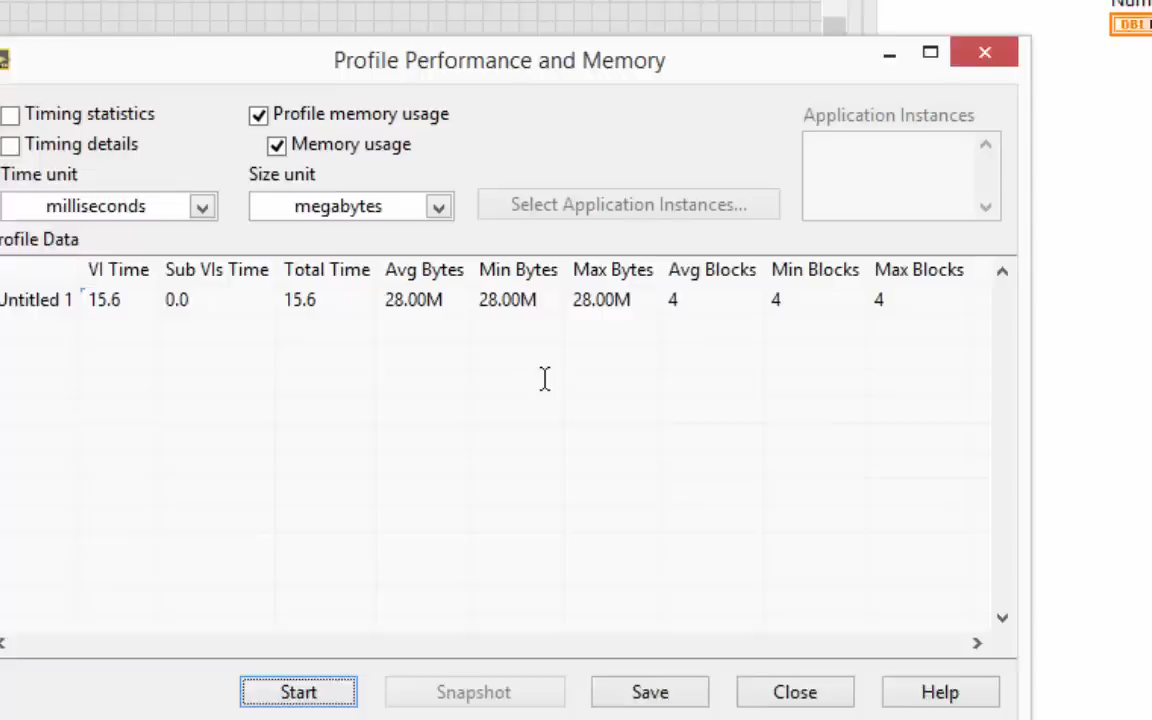 Profile Performance and Memory
DBL
Timing statistics
Profile memory usage
Application Instances
Timing details
Memory usage
Time unit
Size unit
milliseconds
megabytes
Select Application Instances...
rofile Data
VI Time Sub VIs Time Total Time Avg Bytes Min Bytes Max Bytes Avg Blocks Min Blocks Max Blocks
Untitled 1 15.6 0.0 15.6 28.00M 28.00M 28.00M 4 4 4
Start Snapshot Save Close Help